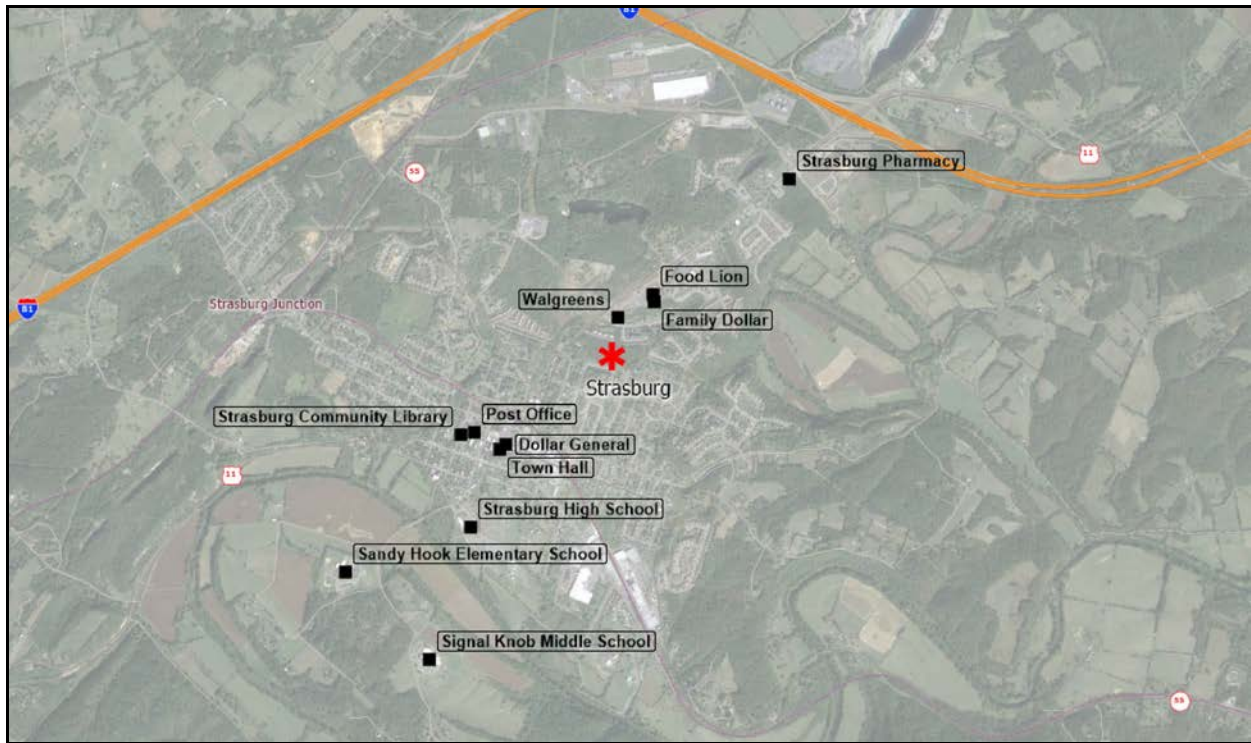 81
Strasburg Pharmacy
11
55
Food Lion
Walgreens
Family Dollar
Strasburg Junction
81
Strasburg
Strasburg Community Library
Post Office
Dollar General
Town Hall
11
Strasburg High School
Sandy Hook Elementary School
Signal Knob Middle School
55